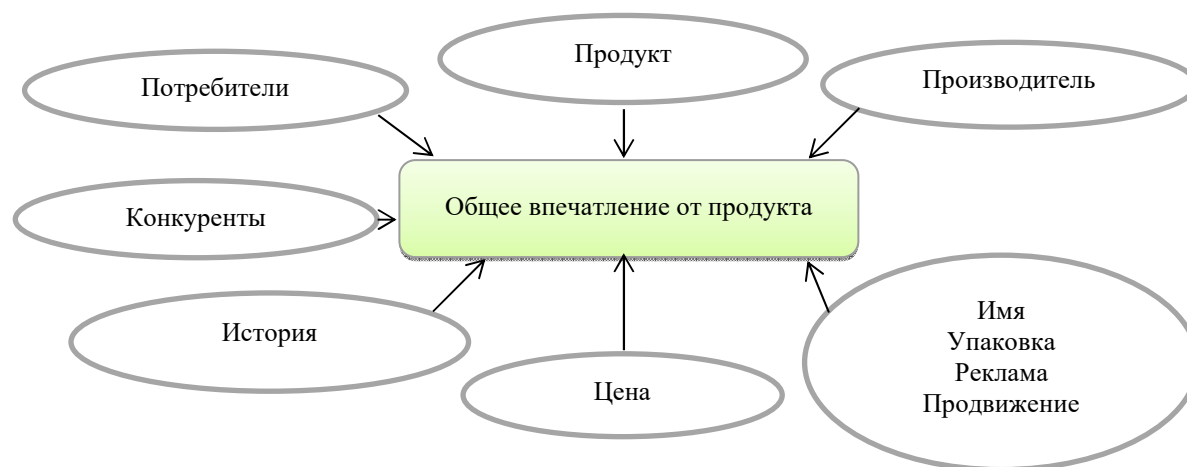 Продукт
Потребители
Производитель
Конкуренты
Общее впечатление от продукта
История
Цена
Имя
Упаковка
Реклама
Продвижение